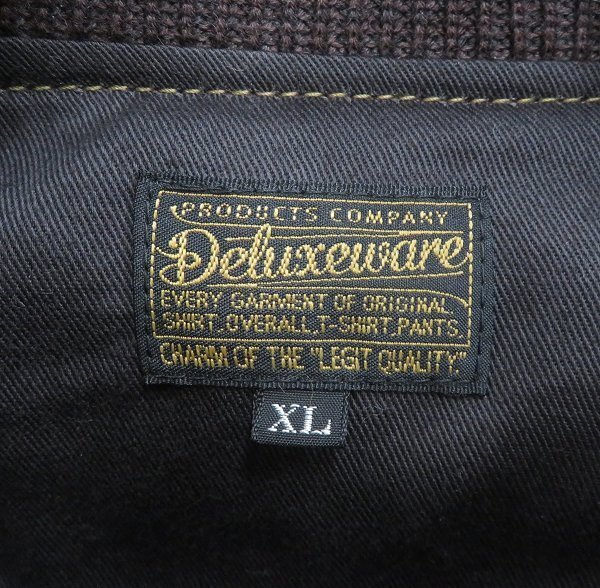 PRODUCTS COMPANY
Deluxeware
EVERY GARMENT OF ORIGINAL
SHIRT. OVERALL. T-SHIRT. PANTS.
CHARM OF THE "LEGIT QUALITY."
XL